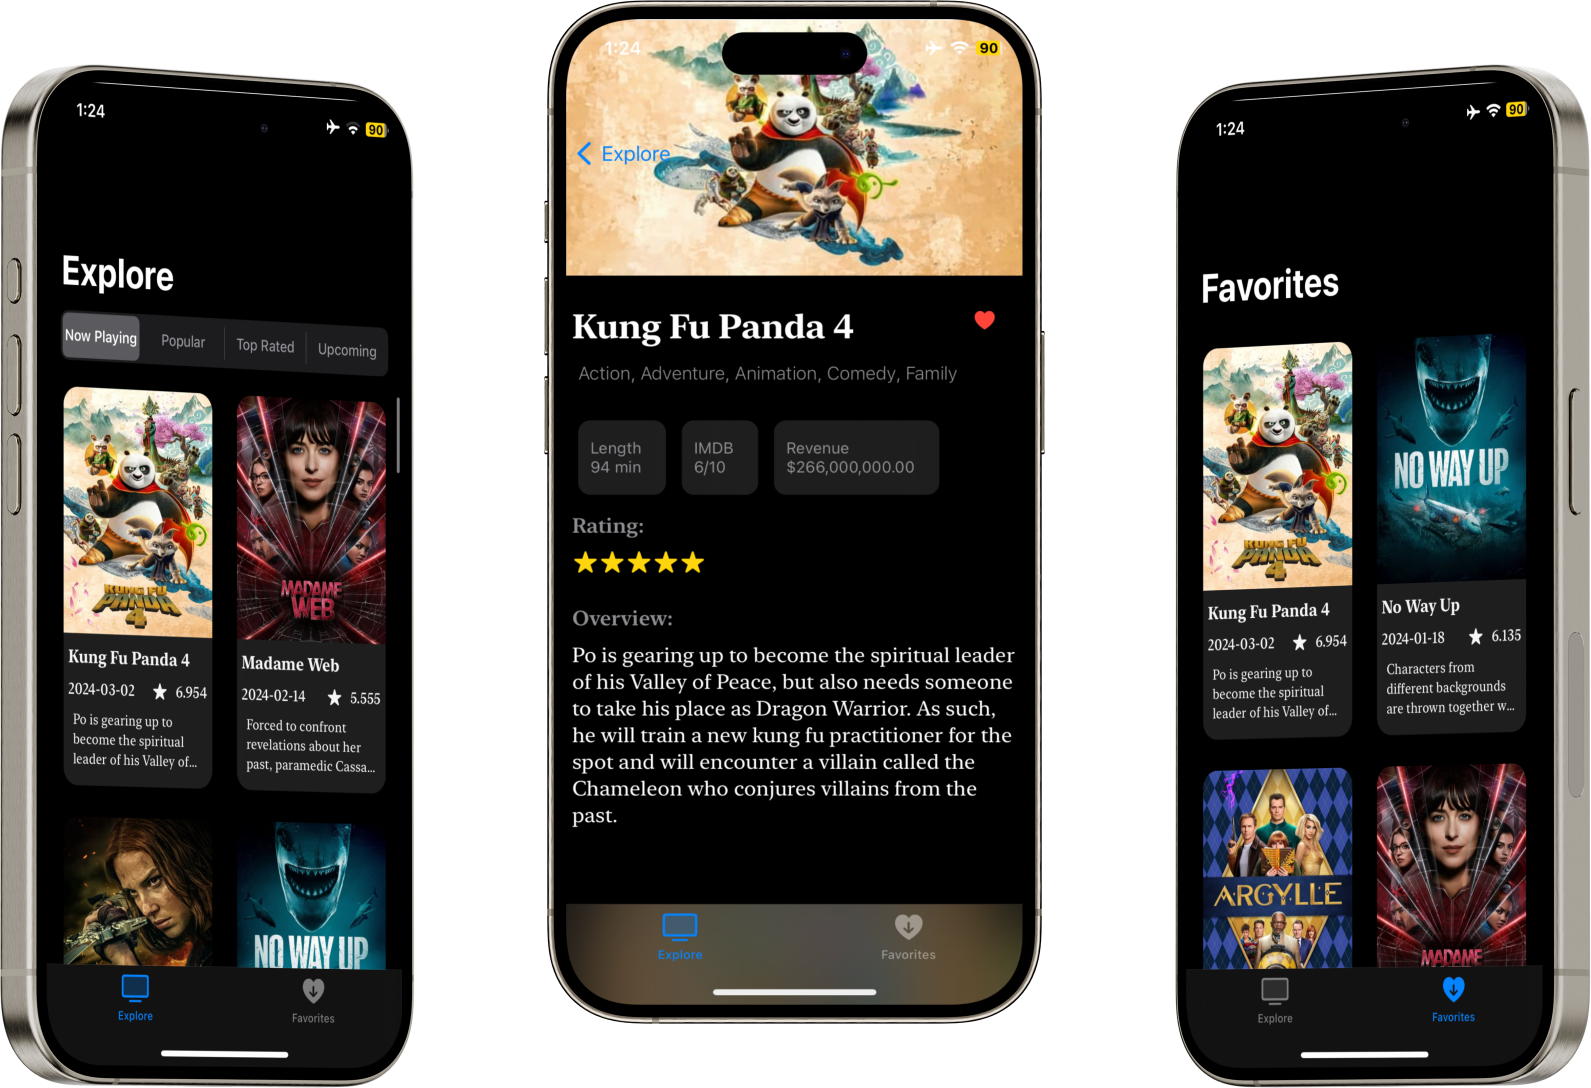 1:24
90
Explore
Now Playing
Popular
Top Rated
Upcoming
KUNG FU
PANDA
4
MADAME
WEB
Kung Fu Panda 4
2024-03-02 ★ 6.954
Po is gearing up to
become the spiritual
leader of his Valley of...
Madame Web
2024-02-14 ★ 5.555
Forced to confront
revelations about her
past, paramedic Cassa...
NO WAY UP
Explore
Favorites
1:24
90
Explore
Kung Fu Panda 4
Action, Adventure, Animation, Comedy, Family
Length
94 min
IMDB
6/10
Revenue
$266,000,000.00
Rating:
★★★★★
Overview:
Po is gearing up to become the spiritual leader
of his Valley of Peace, but also needs someone
to take his place as Dragon Warrior. As such,
he will train a new kung fu practitioner for the
spot and will encounter a villain called the
Chameleon who conjures villains from the
past.
Explore
Favorites
1:24
90
Favorites
KUNG FU
PANDA
4
NO WAY UP
Kung Fu Panda 4
2024-03-02 ★ 6.954
Po is gearing up to
become the spiritual
leader of his Valley of...
No Way Up
2024-01-18 ★ 6.135
Characters from
different backgrounds
are thrown together w...
ARGYLLE
MADAME
Explore
Favorites